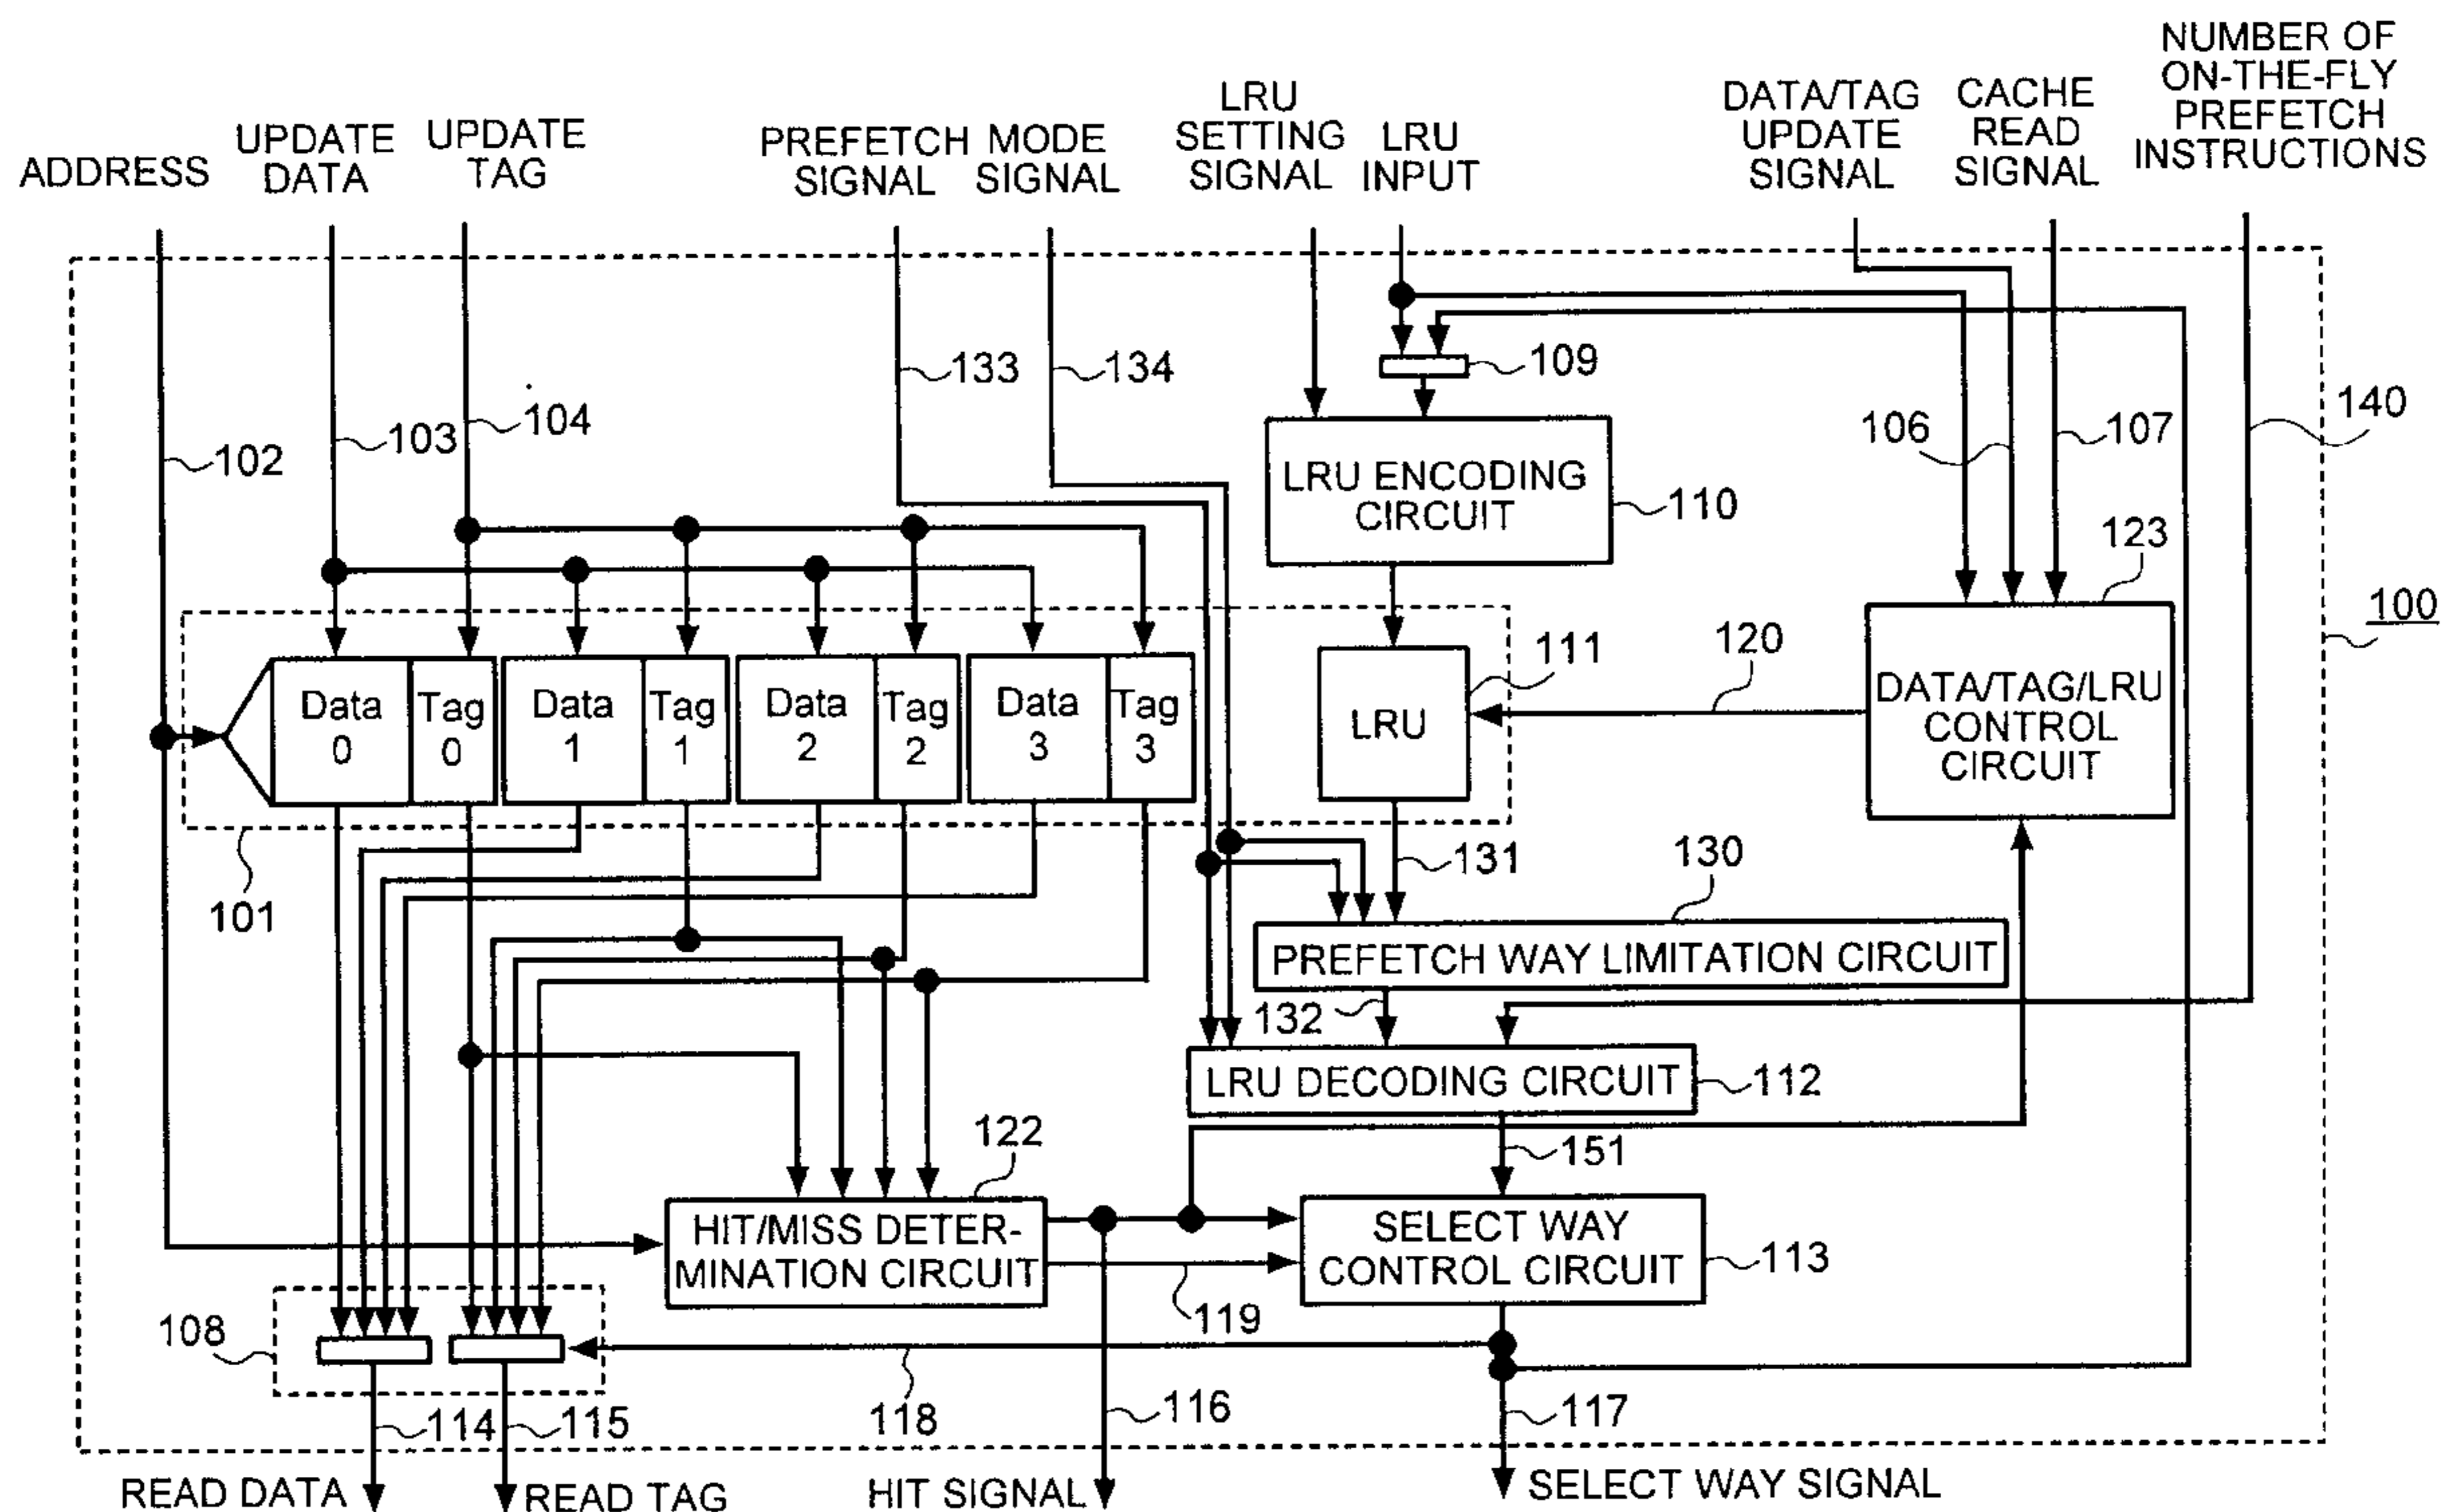 NUMBER OF
ON-THE-FLY
PREFETCH
INSTRUCTIONS
ADDRESS
UPDATE
DATA
UPDATE
TAG
PREFETCH
SIGNAL
MODE
SIGNAL
LRU
SETTING
SIGNAL
LRU
INPUT
DATA/TAG
UPDATE
SIGNAL
CACHE
READ
SIGNAL
102
103
104
133
134
109
106
107
140
LRU ENCODING
CIRCUIT
110
123
100
Data
0
Tag
0
Data
1
Tag
1
Data
2
Tag
2
Data
3
Tag
3
LRU
111
120
DATA/TAG/LRU
CONTROL
CIRCUIT
101
131
130
PREFETCH WAY LIMITATION CIRCUIT
132
LRU DECODING CIRCUIT
112
122
151
HIT/MISS DETER-
MINATION CIRCUIT
SELECT WAY
CONTROL CIRCUIT
113
119
108
118
114
115
116
117
READ DATA
READ TAG
HIT SIGNAL
SELECT WAY SIGNAL